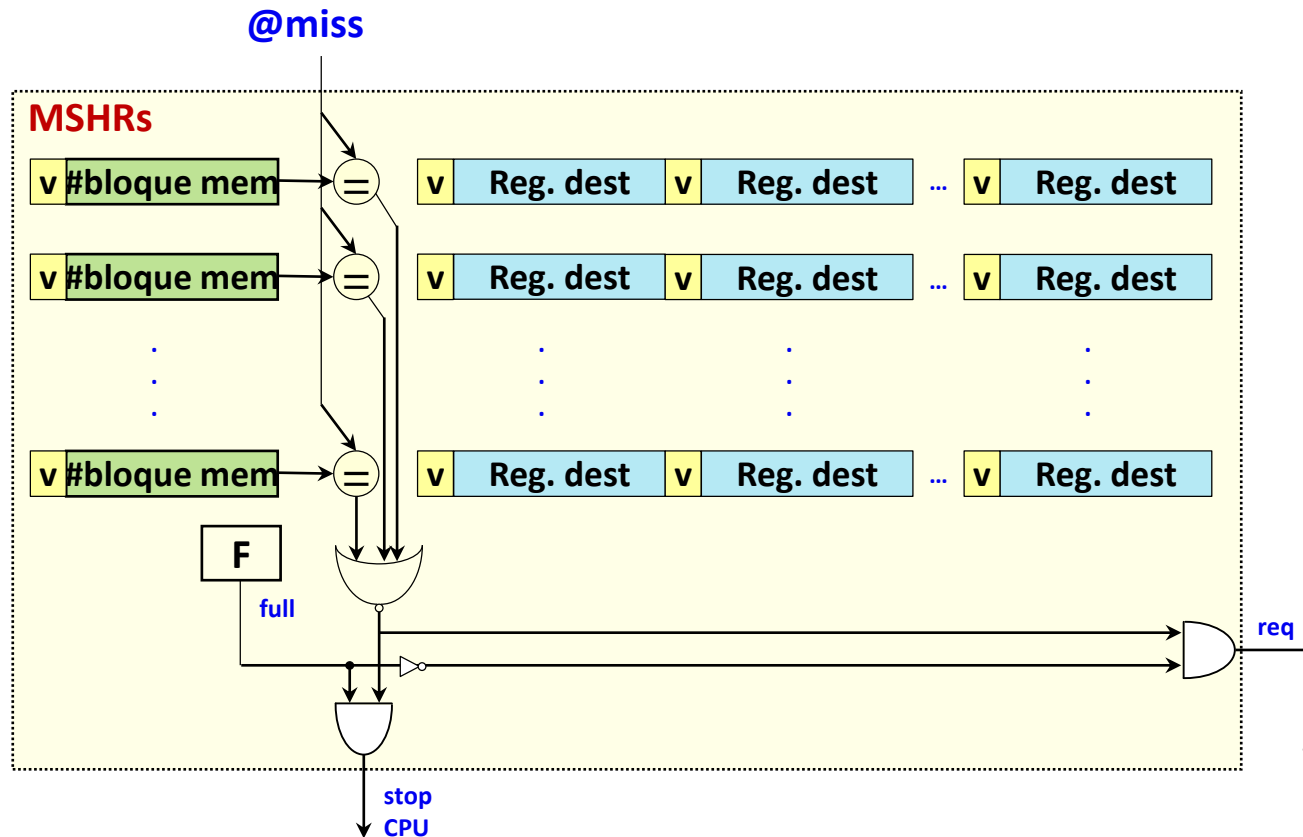 @miss
MSHRs
v #bloque mem = v Reg. dest v Reg. dest ... v Reg. dest
v #bloque mem = v Reg. dest v Reg. dest ... v Reg. dest
. . . .
. . . .
. . . .
v #bloque mem = v Reg. dest v Reg. dest ... v Reg. dest
F
full
req
stop
CPU